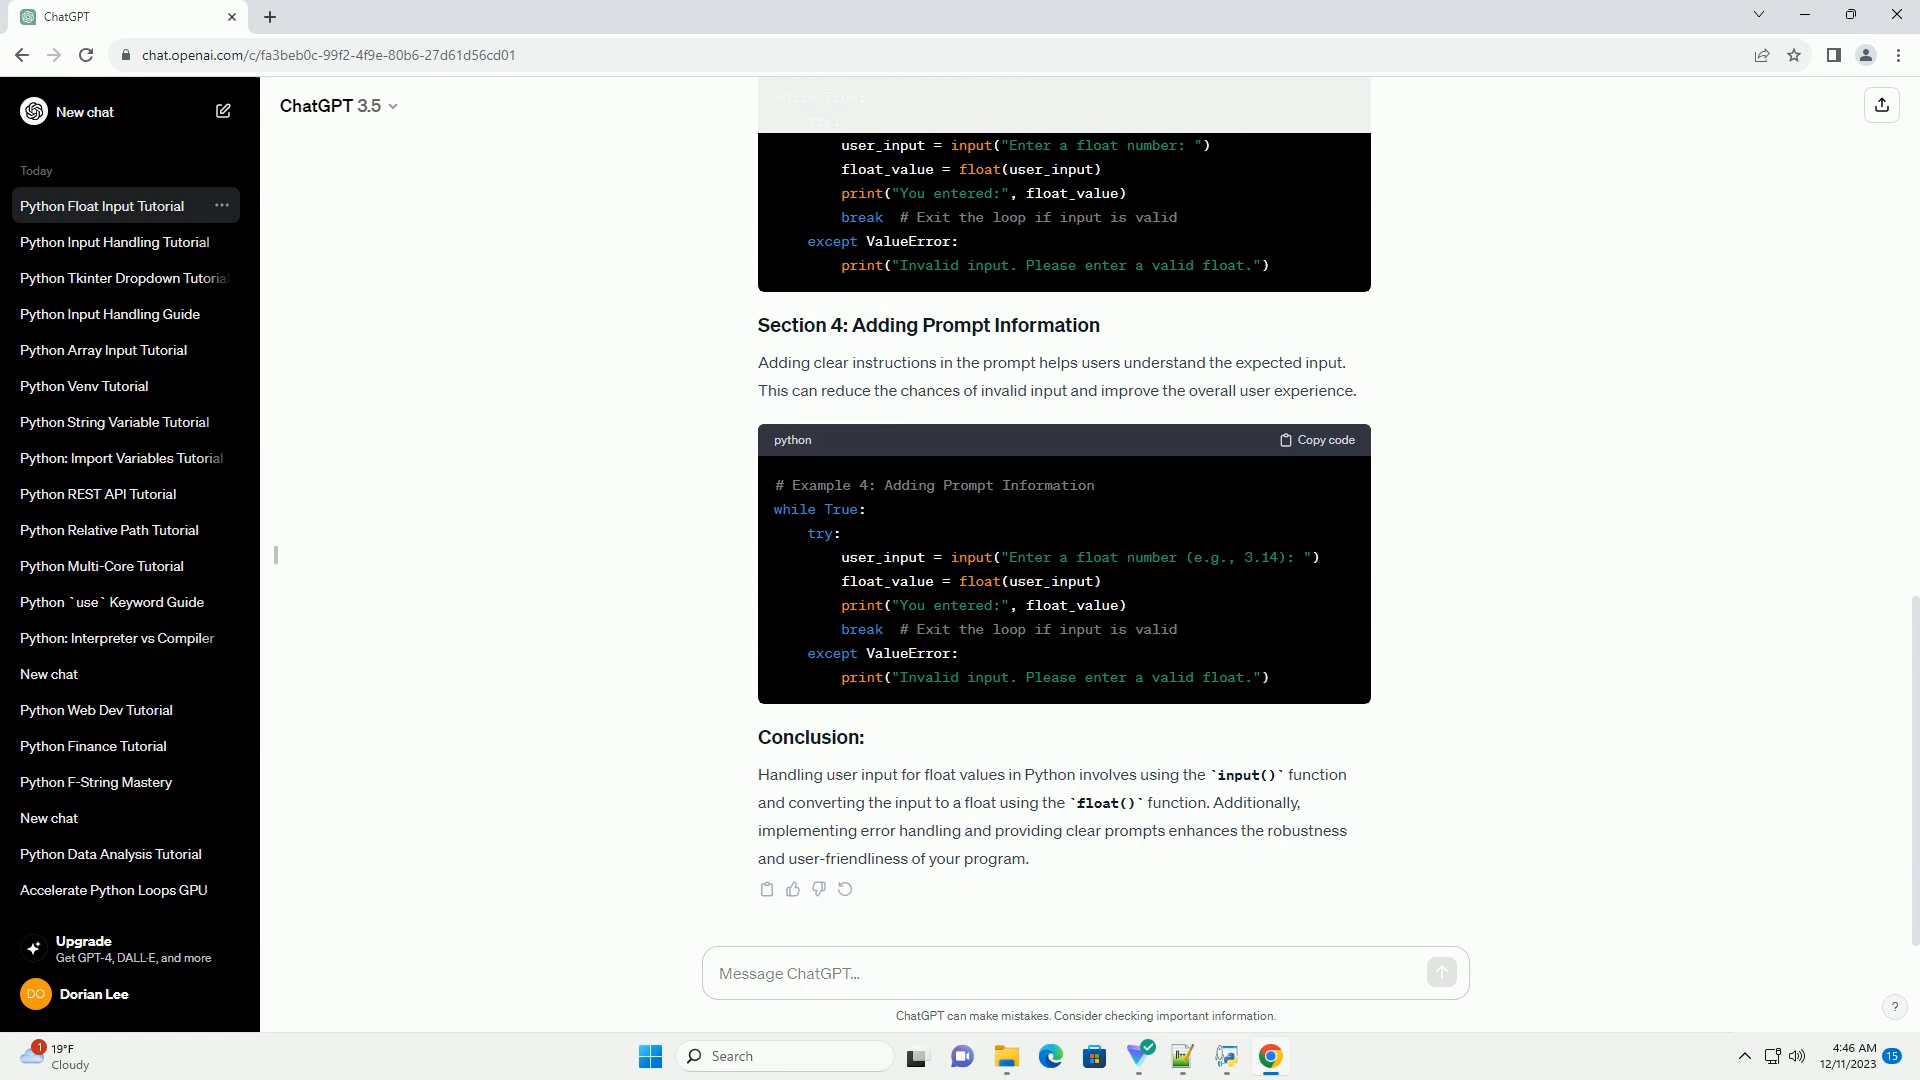 ChatGPT
chat.openai.com/c/fa3beb0c-99f2-4f9e-80b6-27d61d56cd01
New chat
Today
Python Float Input Tutorial
Python Input Handling Tutorial
Python Tkinter Dropdown Tutorial
Python Input Handling Guide
Python Array Input Tutorial
Python Venv Tutorial
Python String Variable Tutorial
Python: Import Variables Tutorial
Python REST API Tutorial
Python Relative Path Tutorial
Python Multi-Core Tutorial
Python `use` Keyword Guide
Python: Interpreter vs Compiler
New chat
Python Web Dev Tutorial
Python Finance Tutorial
Python F-String Mastery
New chat
Python Data Analysis Tutorial
Accelerate Python Loops GPU
Upgrade
Get GPT-4, DALL·E, and more
DO Dorian Lee
ChatGPT 3.5
while True:
try:
user_input = input("Enter a float number: ")
float_value = float(user_input)
print("You entered:", float_value)
break  # Exit the loop if input is valid
except ValueError:
print("Invalid input. Please enter a valid float.")
Section 4: Adding Prompt Information
Adding clear instructions in the prompt helps users understand the expected input.
This can reduce the chances of invalid input and improve the overall user experience.
python Copy code
# Example 4: Adding Prompt Information
while True:
try:
user_input = input("Enter a float number (e.g., 3.14): ")
float_value = float(user_input)
print("You entered:", float_value)
break  # Exit the loop if input is valid
except ValueError:
print("Invalid input. Please enter a valid float.")
Conclusion:
Handling user input for float values in Python involves using the `input()` function
and converting the input to a float using the `float()` function. Additionally,
implementing error handling and providing clear prompts enhances the robustness
and user-friendliness of your program.
Message ChatGPT...
ChatGPT can make mistakes. Consider checking important information.
?
1
19°F
Cloudy
Search
4:46 AM
12/11/2023
15